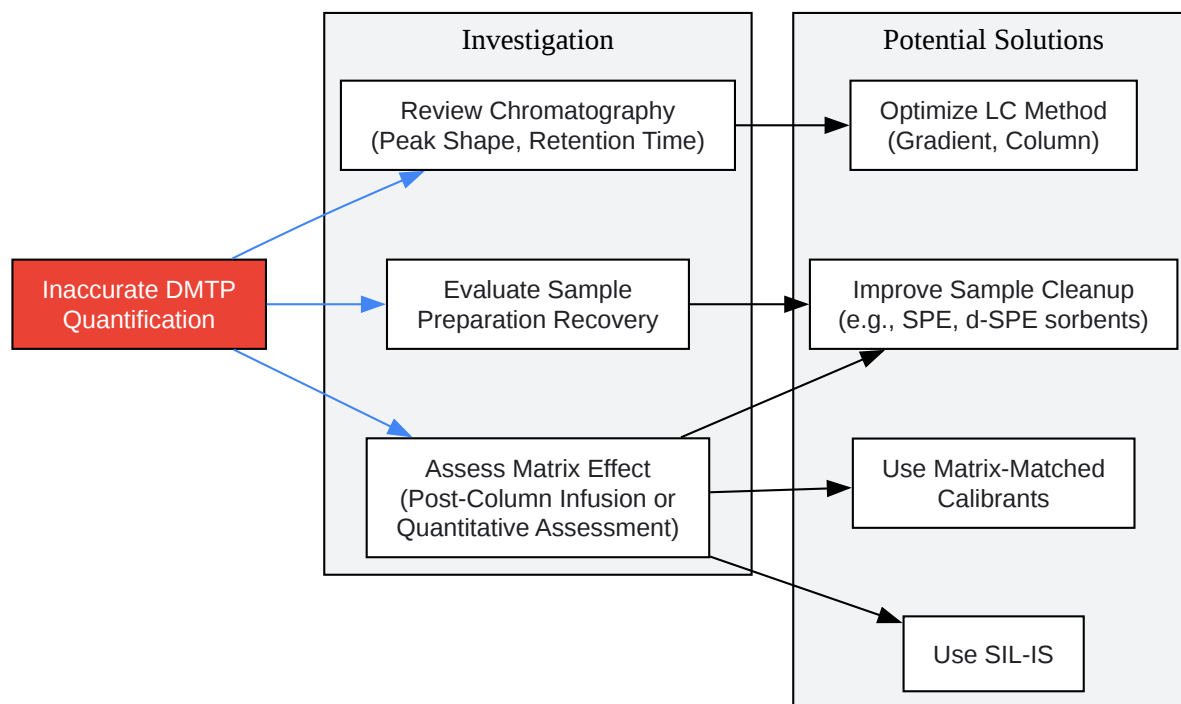 Investigation
Potential Solutions
Review Chromatography
(Peak Shape, Retention Time)
Optimize LC Method
(Gradient, Column)
Inaccurate DMTP
Quantification
Evaluate Sample
Preparation Recovery
Improve Sample Cleanup
(e.g., SPE, d-SPE sorbents)
Assess Matrix Effect
(Post-Column Infusion or
Quantitative Assessment)
Use Matrix-Matched
Calibrants
Use SIL-IS